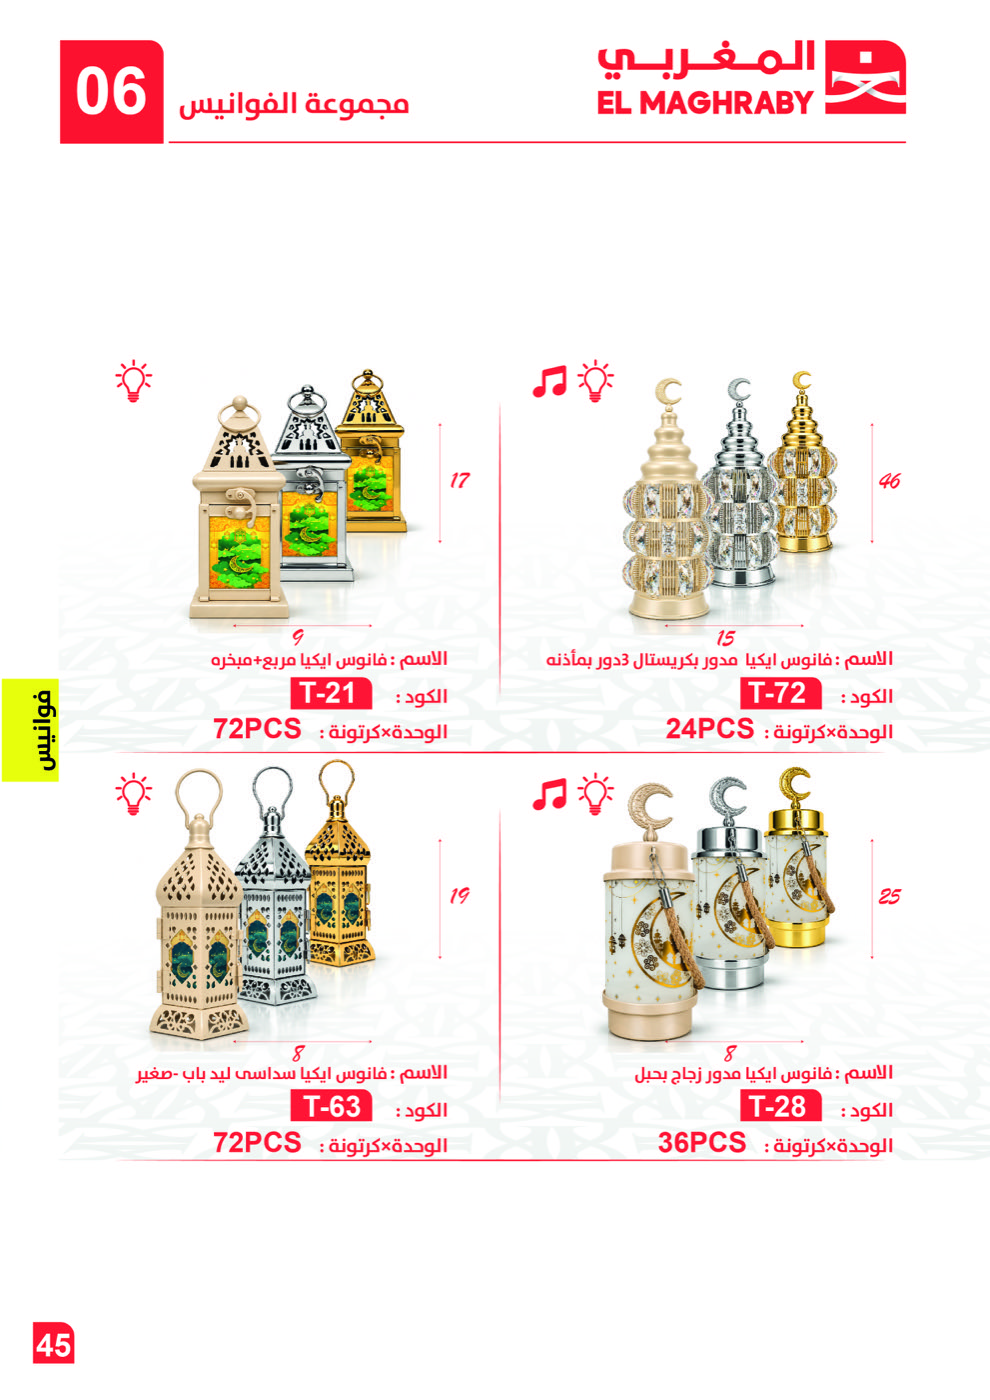 المغربي
EL MAGHRABY
مجموعة الفوانيس
06
46
15
الاسم : فانوس ايكيا مدور بكريستال 3دور بمأذنه
الكود : T-72
الوحدة×كرتونة : 24PCS
17
9
الاسم : فانوس ايكيا مربع+مبخره
الكود : T-21
الوحدة×كرتونة : 72PCS
فوانيس
25
8
الاسم : فانوس ايكيا مدور زجاج بحبل
الكود : T-28
الوحدة×كرتونة : 36PCS
19
8
الاسم : فانوس ايكيا سداسى ليد باب -صغير
الكود : T-63
الوحدة×كرتونة : 72PCS
45